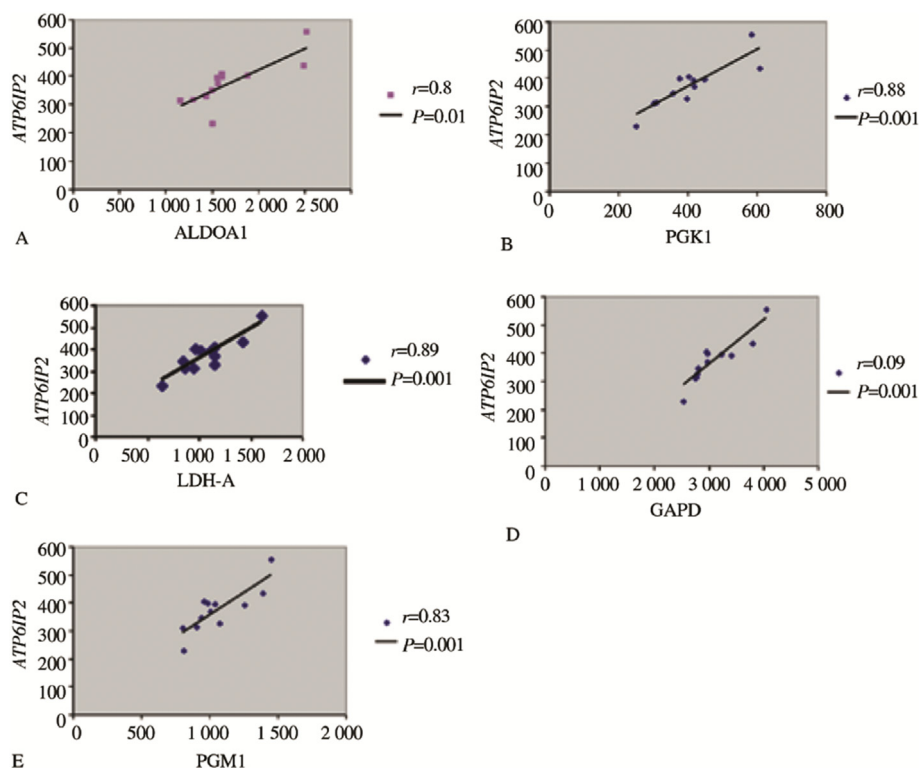 600
500
400
300
200
100
0
ATP6IP2
0 500 1 000 1 500 2 000 2 500
ALDOA1
r=0.8
P=0.01
A
600
500
400
300
200
100
0
ATP6IP2
0 200 400 600 800
PGK1
r=0.88
P=0.001
B
600
500
400
300
200
100
0
ATP6IP2
0 500 1 000 1 500 2 000
LDH-A
r=0.89
P=0.001
C
600
500
400
300
200
100
0
ATP6IP2
0 1 000 2 000 3 000 4 000 5 000
GAPD
r=0.09
P=0.001
D
600
500
400
300
200
100
0
ATP6IP2
0 500 1 000 1 500 2 000
PGM1
r=0.83
P=0.001
E